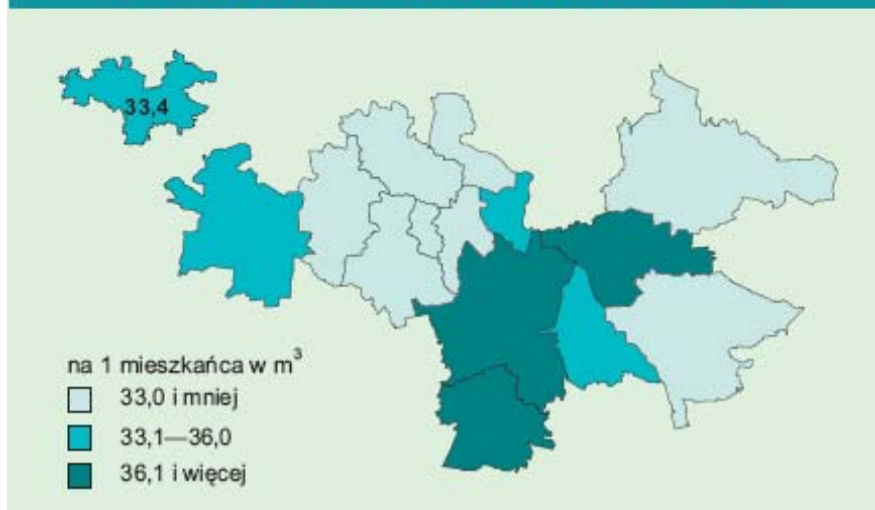 33,4
na 1 mieszkańca w m³
33,0 i mniej
33,1—36,0
36,1 i więcej